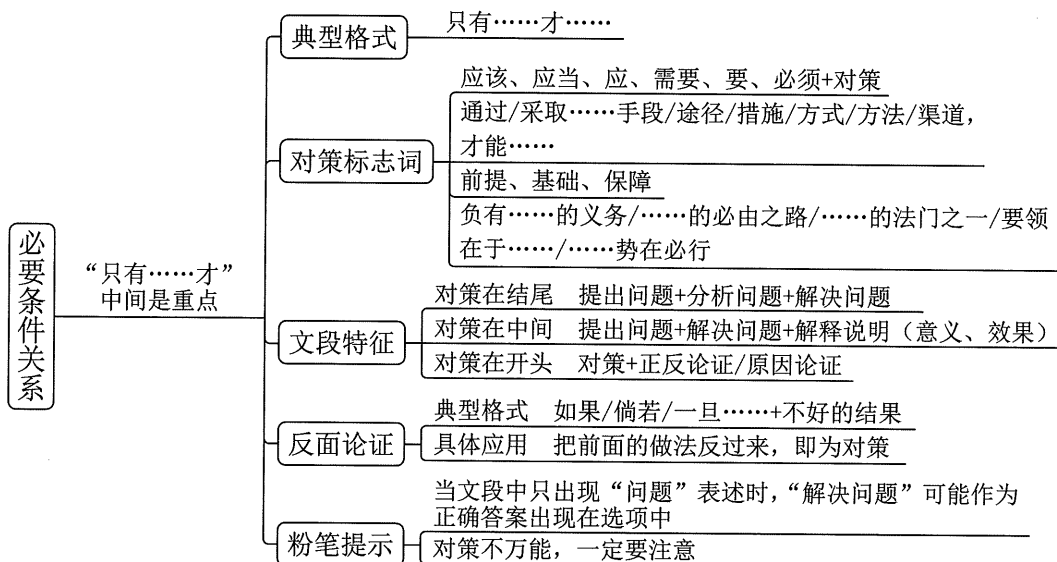 必要条件关系
“只有……才”
中间是重点
典型格式
只有……才……
对策标志词
应该、应当、应、需要、要、必须+对策
通过/采取……手段/途径/措施/方式/方法/渠道，
才能……
前提、基础、保障
负有……的义务/……的必由之路/……的法门之一/要领
在于……/……势在必行
文段特征
对策在结尾 提出问题+分析问题+解决问题
对策在中间 提出问题+解决问题+解释说明（意义、效果）
对策在开头 对策+正反论证/原因论证
反面论证
典型格式 如果/倘若/一旦……+不好的结果
具体应用 把前面的做法反过来，即为对策
粉笔提示
当文段中只出现“问题”表述时，“解决问题”可能作为
正确答案出现在选项中
对策不万能，一定要注意